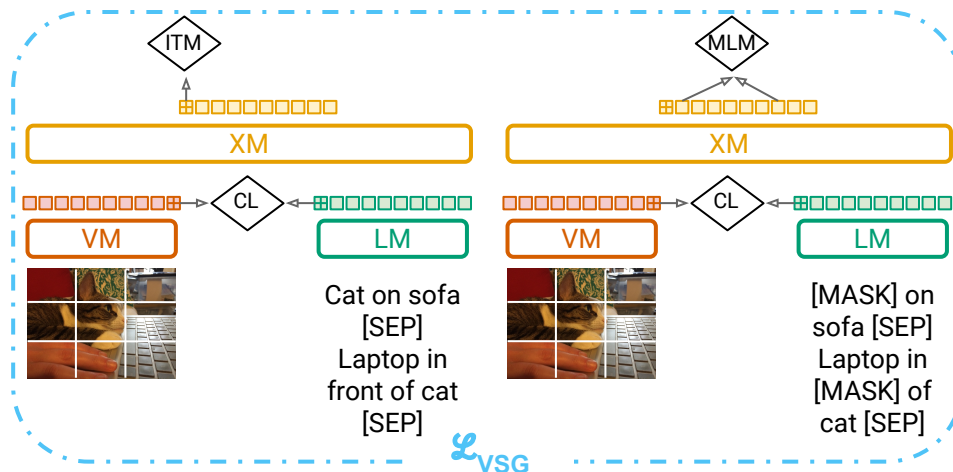 ITM
MLM
XM
XM
CL
CL
VM
LM
VM
LM
Cat on sofa
[SEP]
Laptop in
front of cat
[SEP]
[MASK] on
sofa [SEP]
Laptop in
[MASK] of
cat [SEP]
ℒVSG